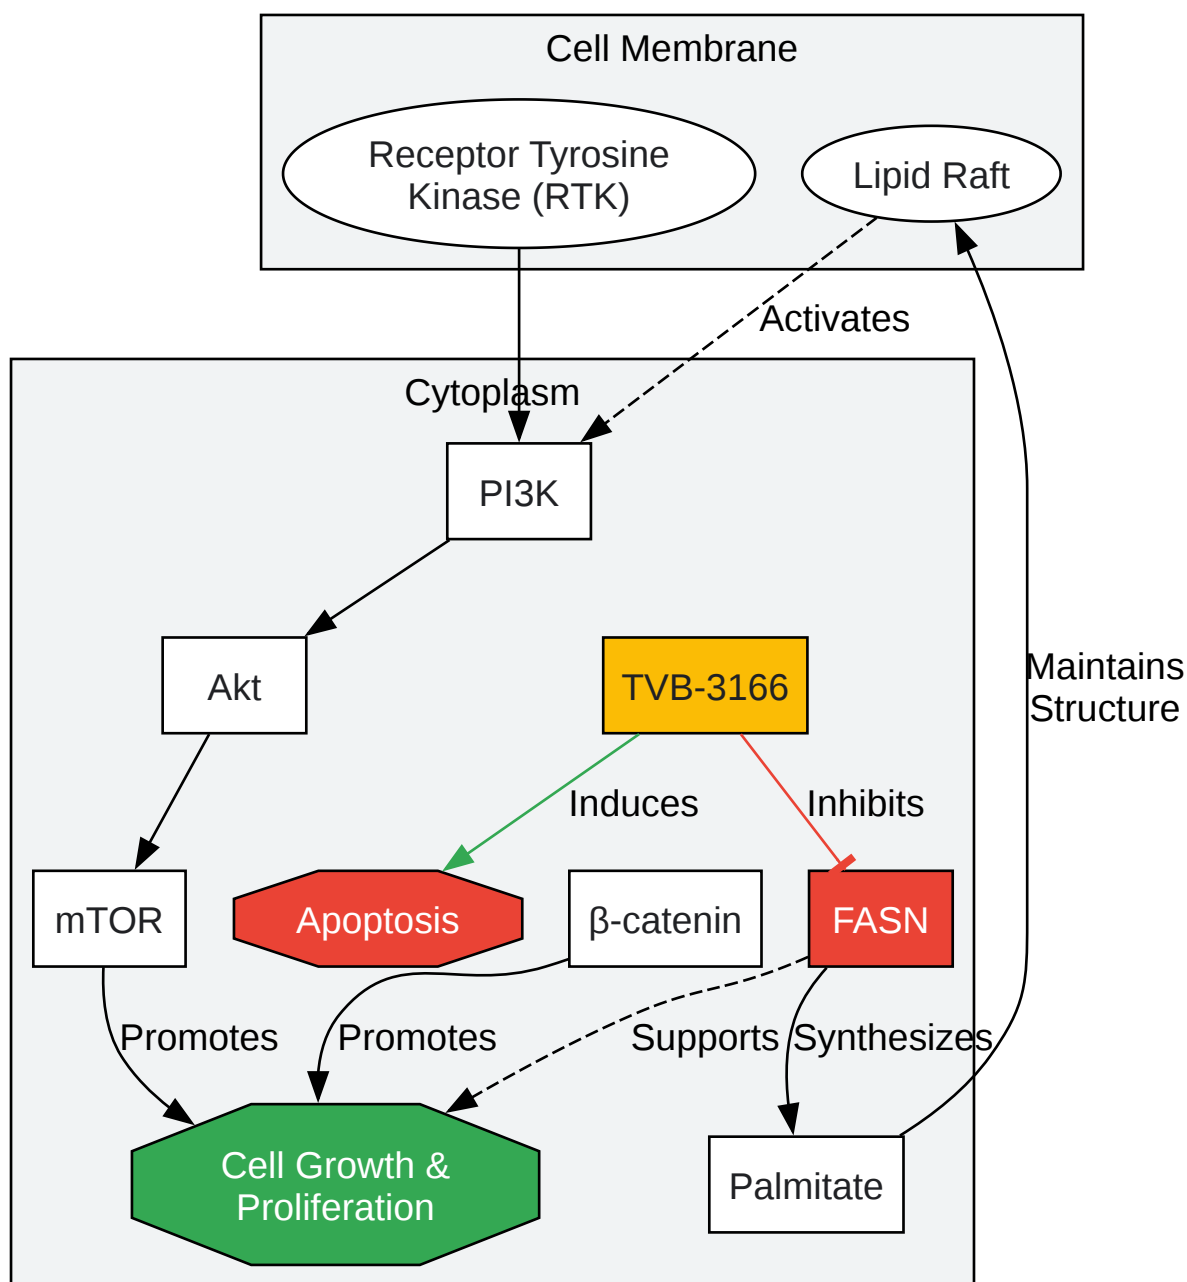 Cell Membrane
Receptor Tyrosine
Kinase (RTK)
Lipid Raft
Activates
Cytoplasm
PI3K
Akt
TVB-3166
Maintains
Structure
Induces
Inhibits
mTOR
Apoptosis
β-catenin
FASN
Promotes
Promotes
Supports
Synthesizes
Cell Growth &
Proliferation
Palmitate